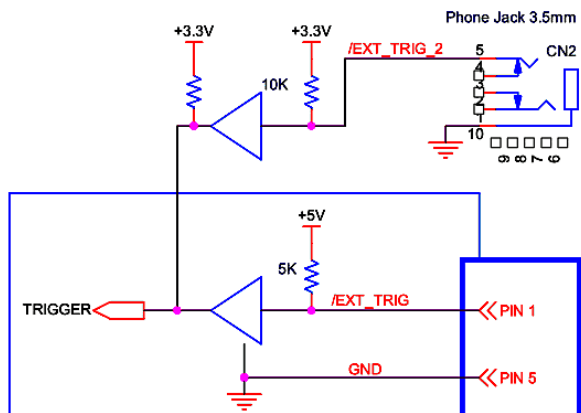 Phone Jack 3.5mm
+3.3V
+3.3V
/EXT_TRIG_2
5
CN2
4
3
10K
2
10
9
8
7
6
+5V
5K
TRIGGER
/EXT_TRIG
PIN 1
GND
PIN 5